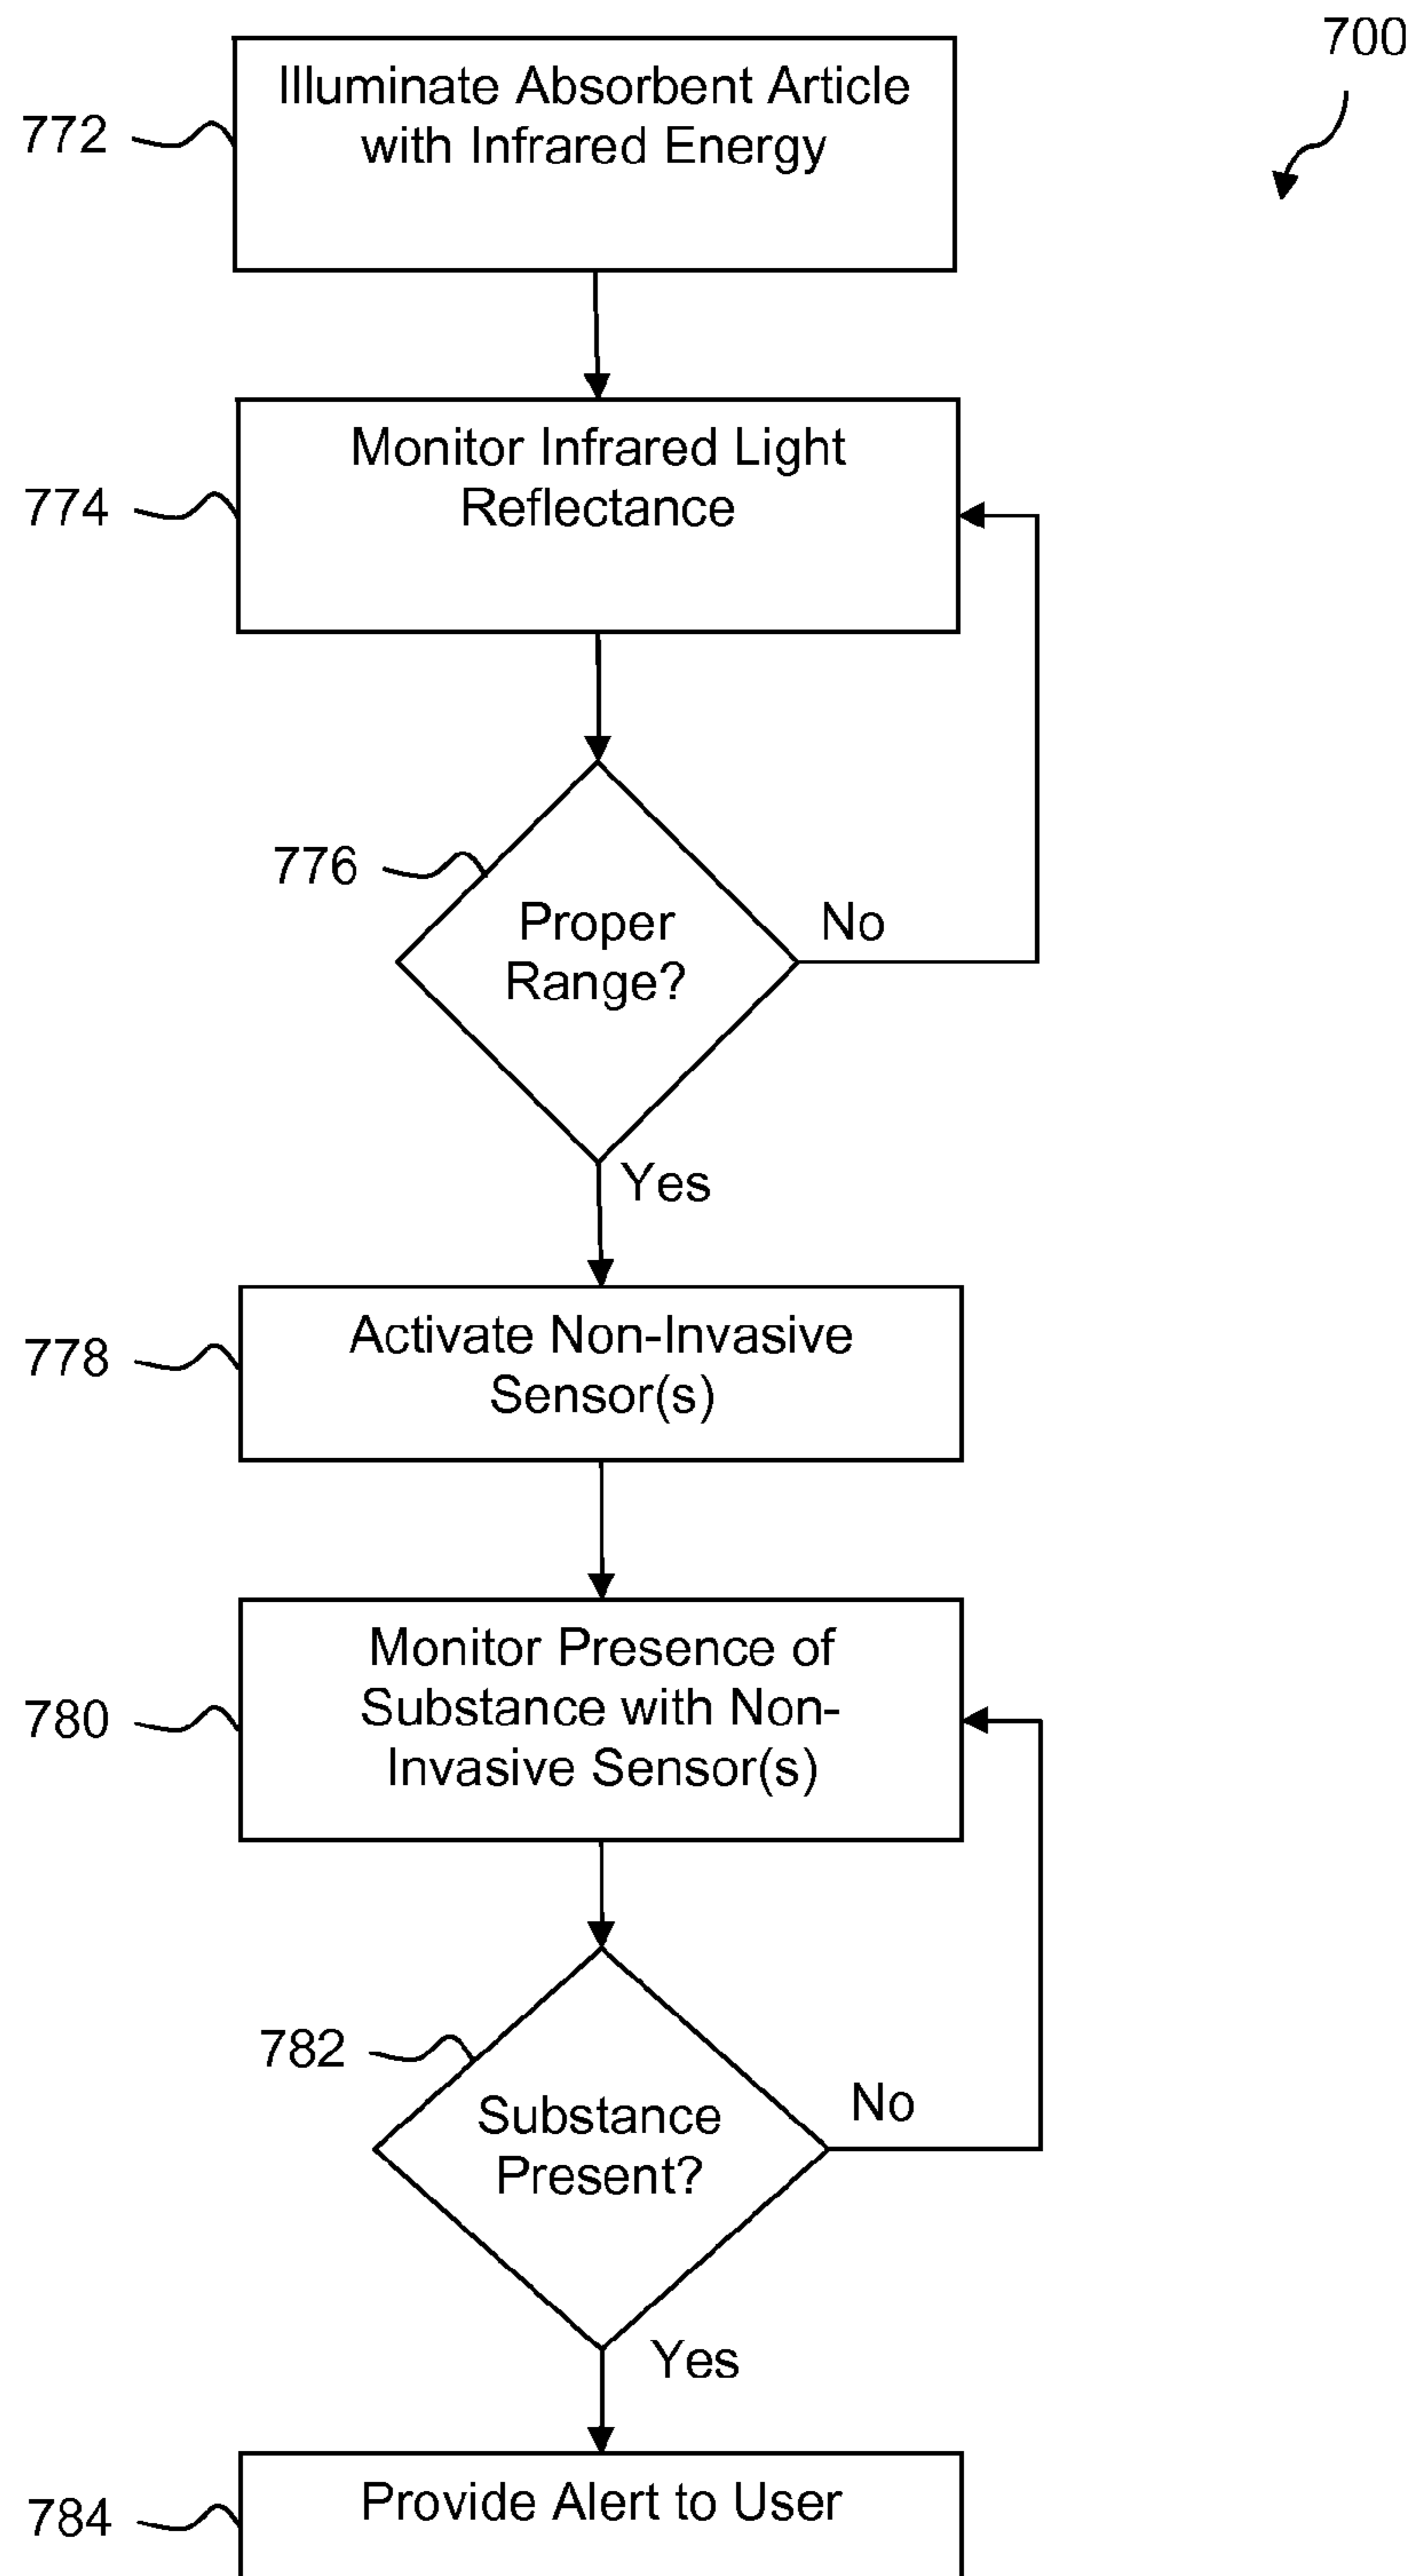 700
Illuminate Absorbent Article
with Infrared Energy
772
Monitor Infrared Light
Reflectance
774
776
Proper
Range?
No
Yes
Activate Non-Invasive
Sensor(s)
778
Monitor Presence of
Substance with Non-
Invasive Sensor(s)
780
782
Substance
Present?
No
Yes
Provide Alert to User
784